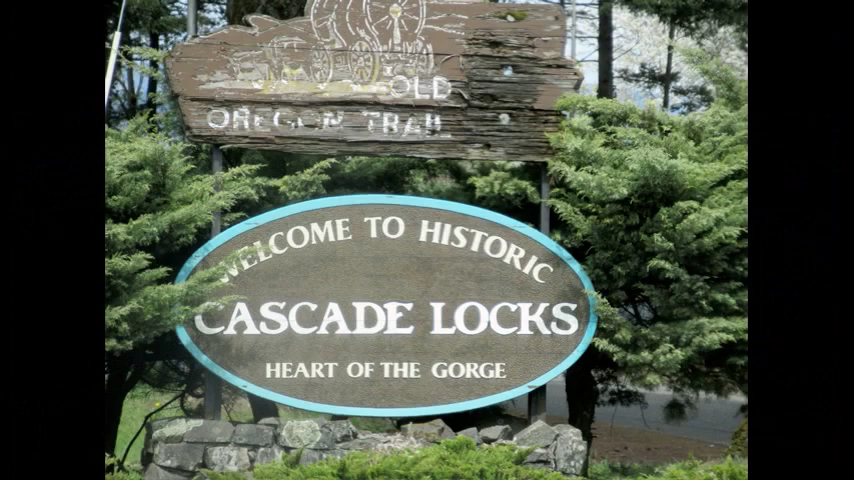 OLD
OREGON TRAIL
WELCOME TO HISTORIC
CASCADE LOCKS
HEART OF THE GORGE